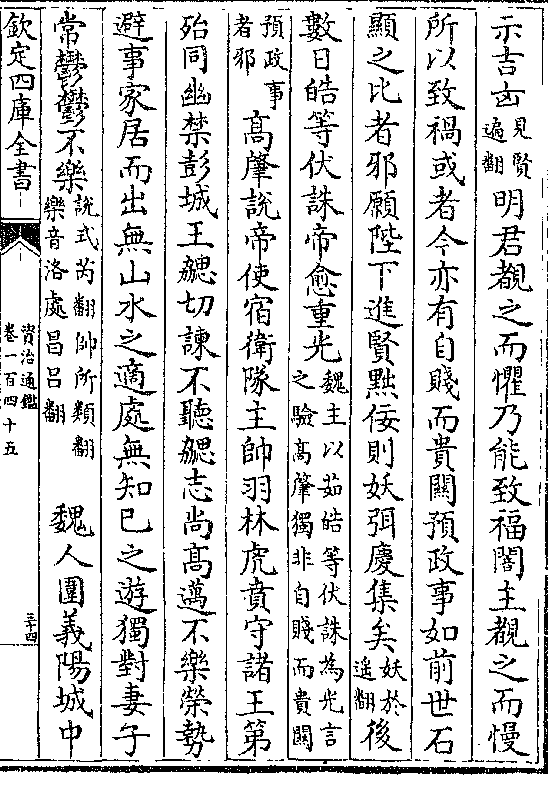 示吉凶見賢遍翻明君覩之而懼乃能致福闇主覩之而慢
所以致禍或者今亦有自賤而貴關預政事如前世石
顯之比者邪願陛下進賢黜佞則妖弭慶集矣妖於遥翻後
數日皓等伏誅帝愈重光魏主以茹皓等伏誅為光言之驗高肇獨非自賤而貴關
預政事者邪高肇說帝使宿衛隊主帥羽林虎賁守諸王第
殆同幽禁彭城王勰切諫不聽勰志尚高邁不樂榮勢
避事家居而出無山水之適處無知己之遊獨對妻子
常鬱鬱不樂說式芮翻帥所類翻樂音洛處昌呂翻魏人圍義陽城中
欽定四庫全書
資治通鑑
卷一百四十五
三十四